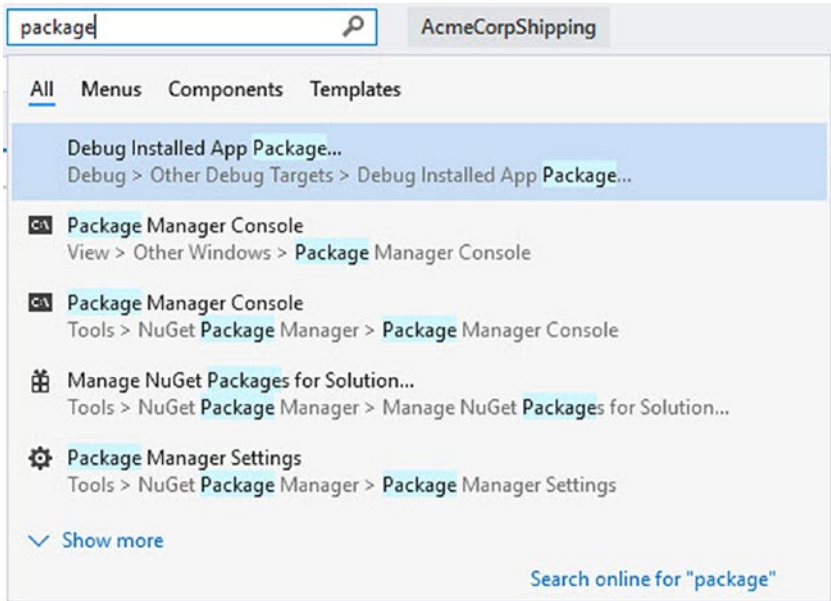 package AcmeCorpShipping
All Menus Components Templates
Debug Installed App Package...
Debug > Other Debug Targets > Debug Installed App Package...
C:\ Package Manager Console
View > Other Windows > Package Manager Console
C:\ Package Manager Console
Tools > NuGet Package Manager > Package Manager Console
Manage NuGet Packages for Solution...
Tools > NuGet Package Manager > Manage NuGet Packages for Solution...
Package Manager Settings
Tools > NuGet Package Manager > Package Manager Settings
Show more
Search online for "package"